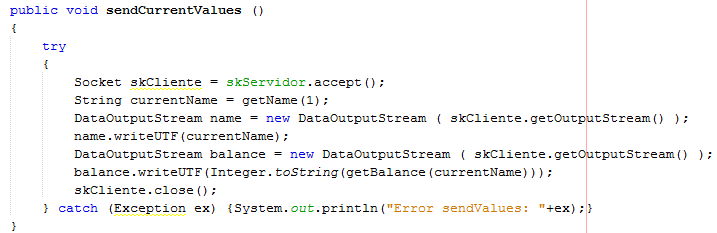 public void sendCurrentValues ()
{
try
{
Socket skCliente = skServidor.accept();
String currentName = getName(1);
DataOutputStream name = new DataOutputStream ( skCliente.getOutputStream() );
name.writeUTF(currentName);
DataOutputStream balance = new DataOutputStream ( skCliente.getOutputStream() );
balance.writeUTF(Integer.toString(getBalance(currentName)));
skCliente.close();
} catch (Exception ex) {System.out.println("Error sendValues: "+ex);}
}